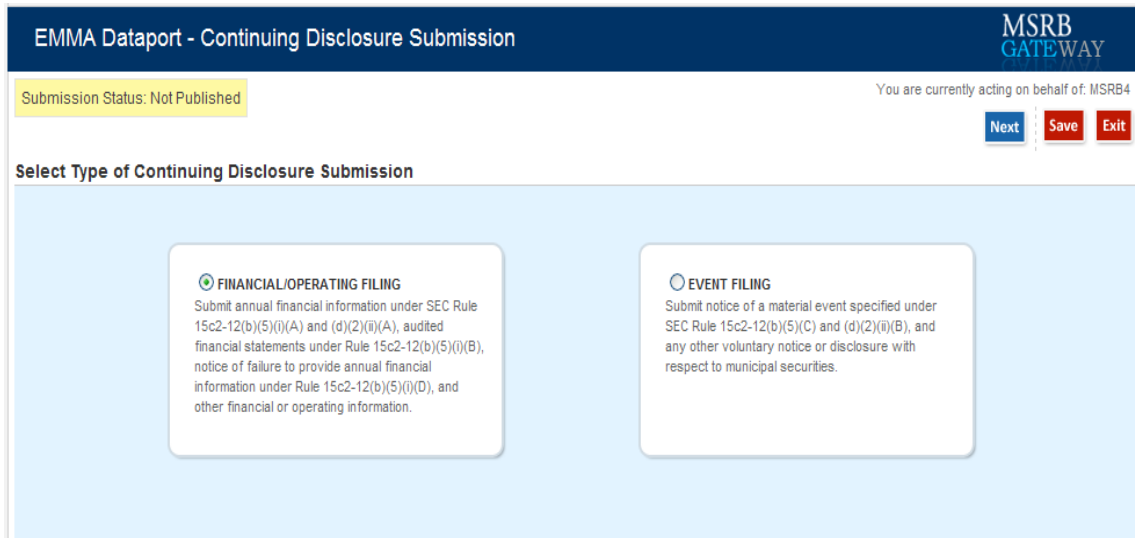 EMMA Dataport - Continuing Disclosure Submission
MSRB
GATEWAY
Submission Status: Not Published
You are currently acting on behalf of: MSRB4
Next
Save
Exit
Select Type of Continuing Disclosure Submission
FINANCIAL/OPERATING FILING
Submit annual financial information under SEC Rule
15c2-12(b)(5)(i)(A) and (d)(2)(ii)(A), audited
financial statements under Rule 15c2-12(b)(5)(i)(B),
notice of failure to provide annual financial
information under Rule 15c2-12(b)(5)(i)(D), and
other financial or operating information.
EVENT FILING
Submit notice of a material event specified under
SEC Rule 15c2-12(b)(5)(C) and (d)(2)(ii)(B), and
any other voluntary notice or disclosure with
respect to municipal securities.